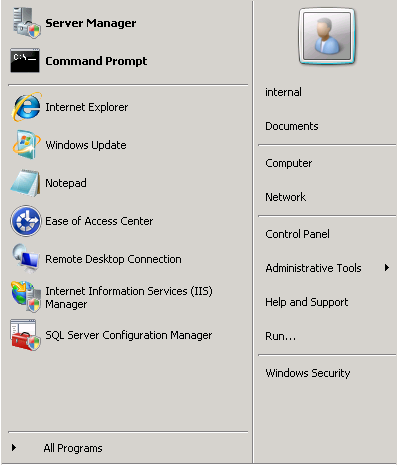 Server Manager
C:\_
Command Prompt
Internet Explorer
Windows Update
Notepad
Ease of Access Center
Remote Desktop Connection
Internet Information Services (IIS)
Manager
SQL Server Configuration Manager
All Programs
internal
Documents
Computer
Network
Control Panel
Administrative Tools
Help and Support
Run...
Windows Security